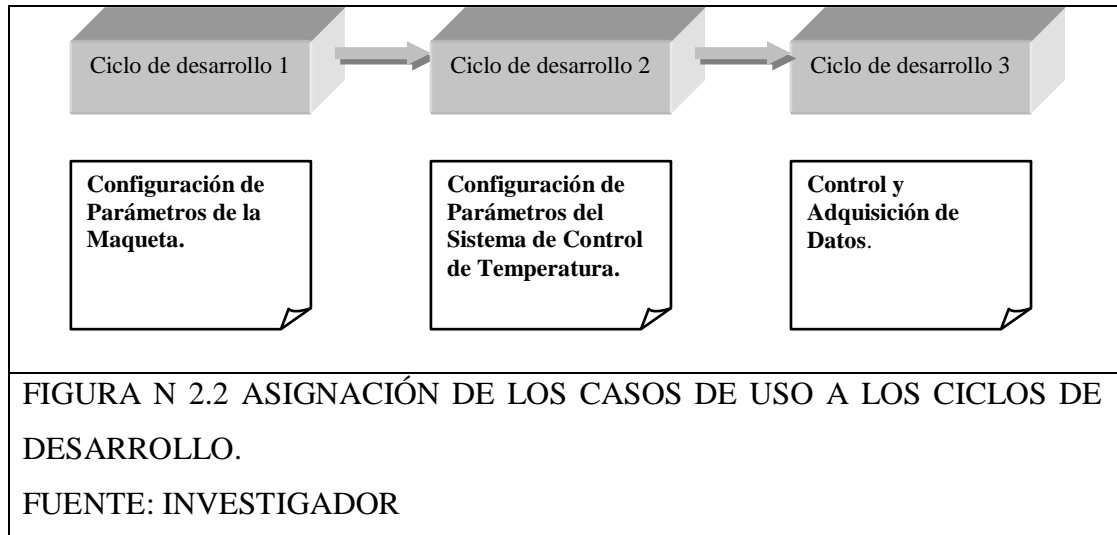 Ciclo de desarrollo 1
Ciclo de desarrollo 2
Ciclo de desarrollo 3
Configuración de
Parámetros de la
Maqueta.
Configuración de
Parámetros del
Sistema de Control
de Temperatura.
Control y
Adquisición de
Datos.
FIGURA N 2.2 ASIGNACIÓN DE LOS CASOS DE USO A LOS CICLOS DE
DESARROLLO.
FUENTE: INVESTIGADOR